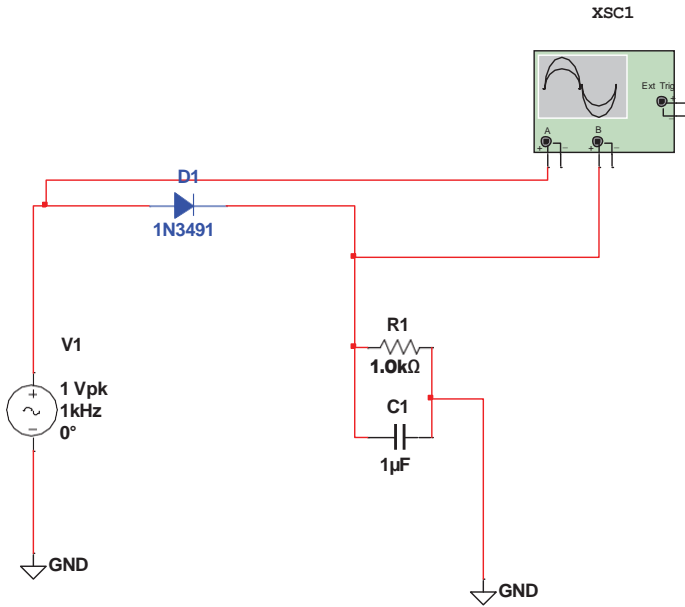 XSC1
Ext Trig
+
−
A
B
+ −
+ −
D1
1N3491
V1
+
−
1 Vpk
1kHz
0°
R1
1.0kΩ
C1
1µF
GND
GND